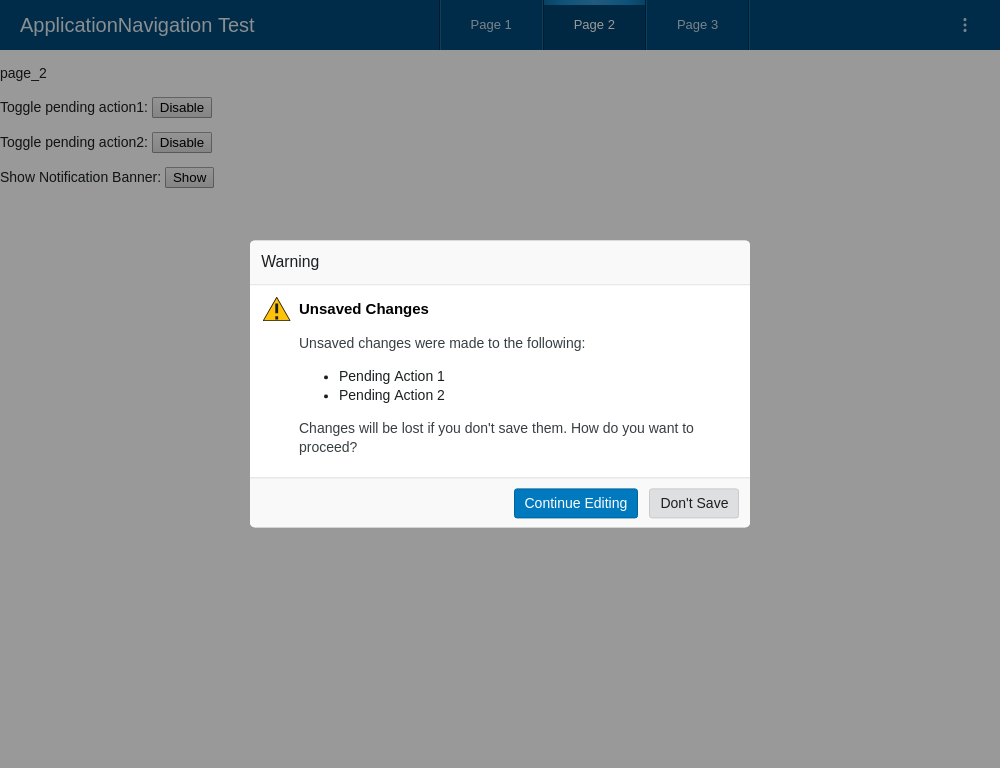 ApplicationNavigation Test
Page 1
Page 2
Page 3
page_2
Toggle pending action1: Disable
Toggle pending action2: Disable
Show Notification Banner: Show
Warning
Unsaved Changes
Unsaved changes were made to the following:
• Pending Action 1
• Pending Action 2
Changes will be lost if you don't save them. How do you want to
proceed?
Continue Editing
Don't Save